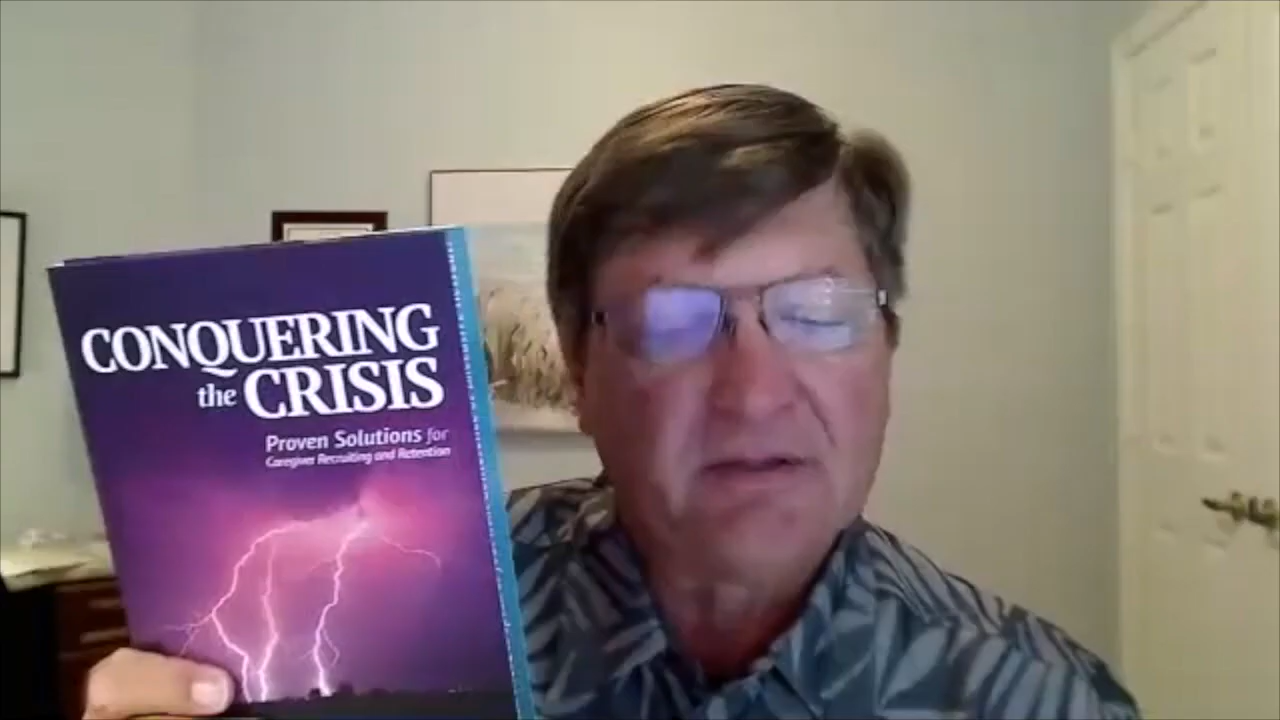 CONQUERING
the CRISIS
Proven Solutions for
Caregiver Recruiting and Retention